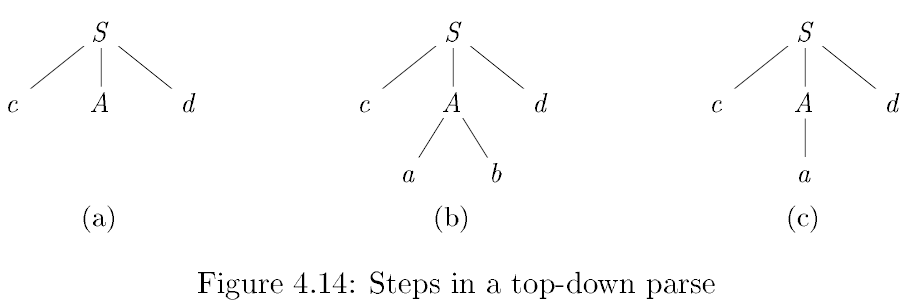 S S S
c A d c A d c A d
a b a
(a) (b) (c)
Figure 4.14: Steps in a top-down parse